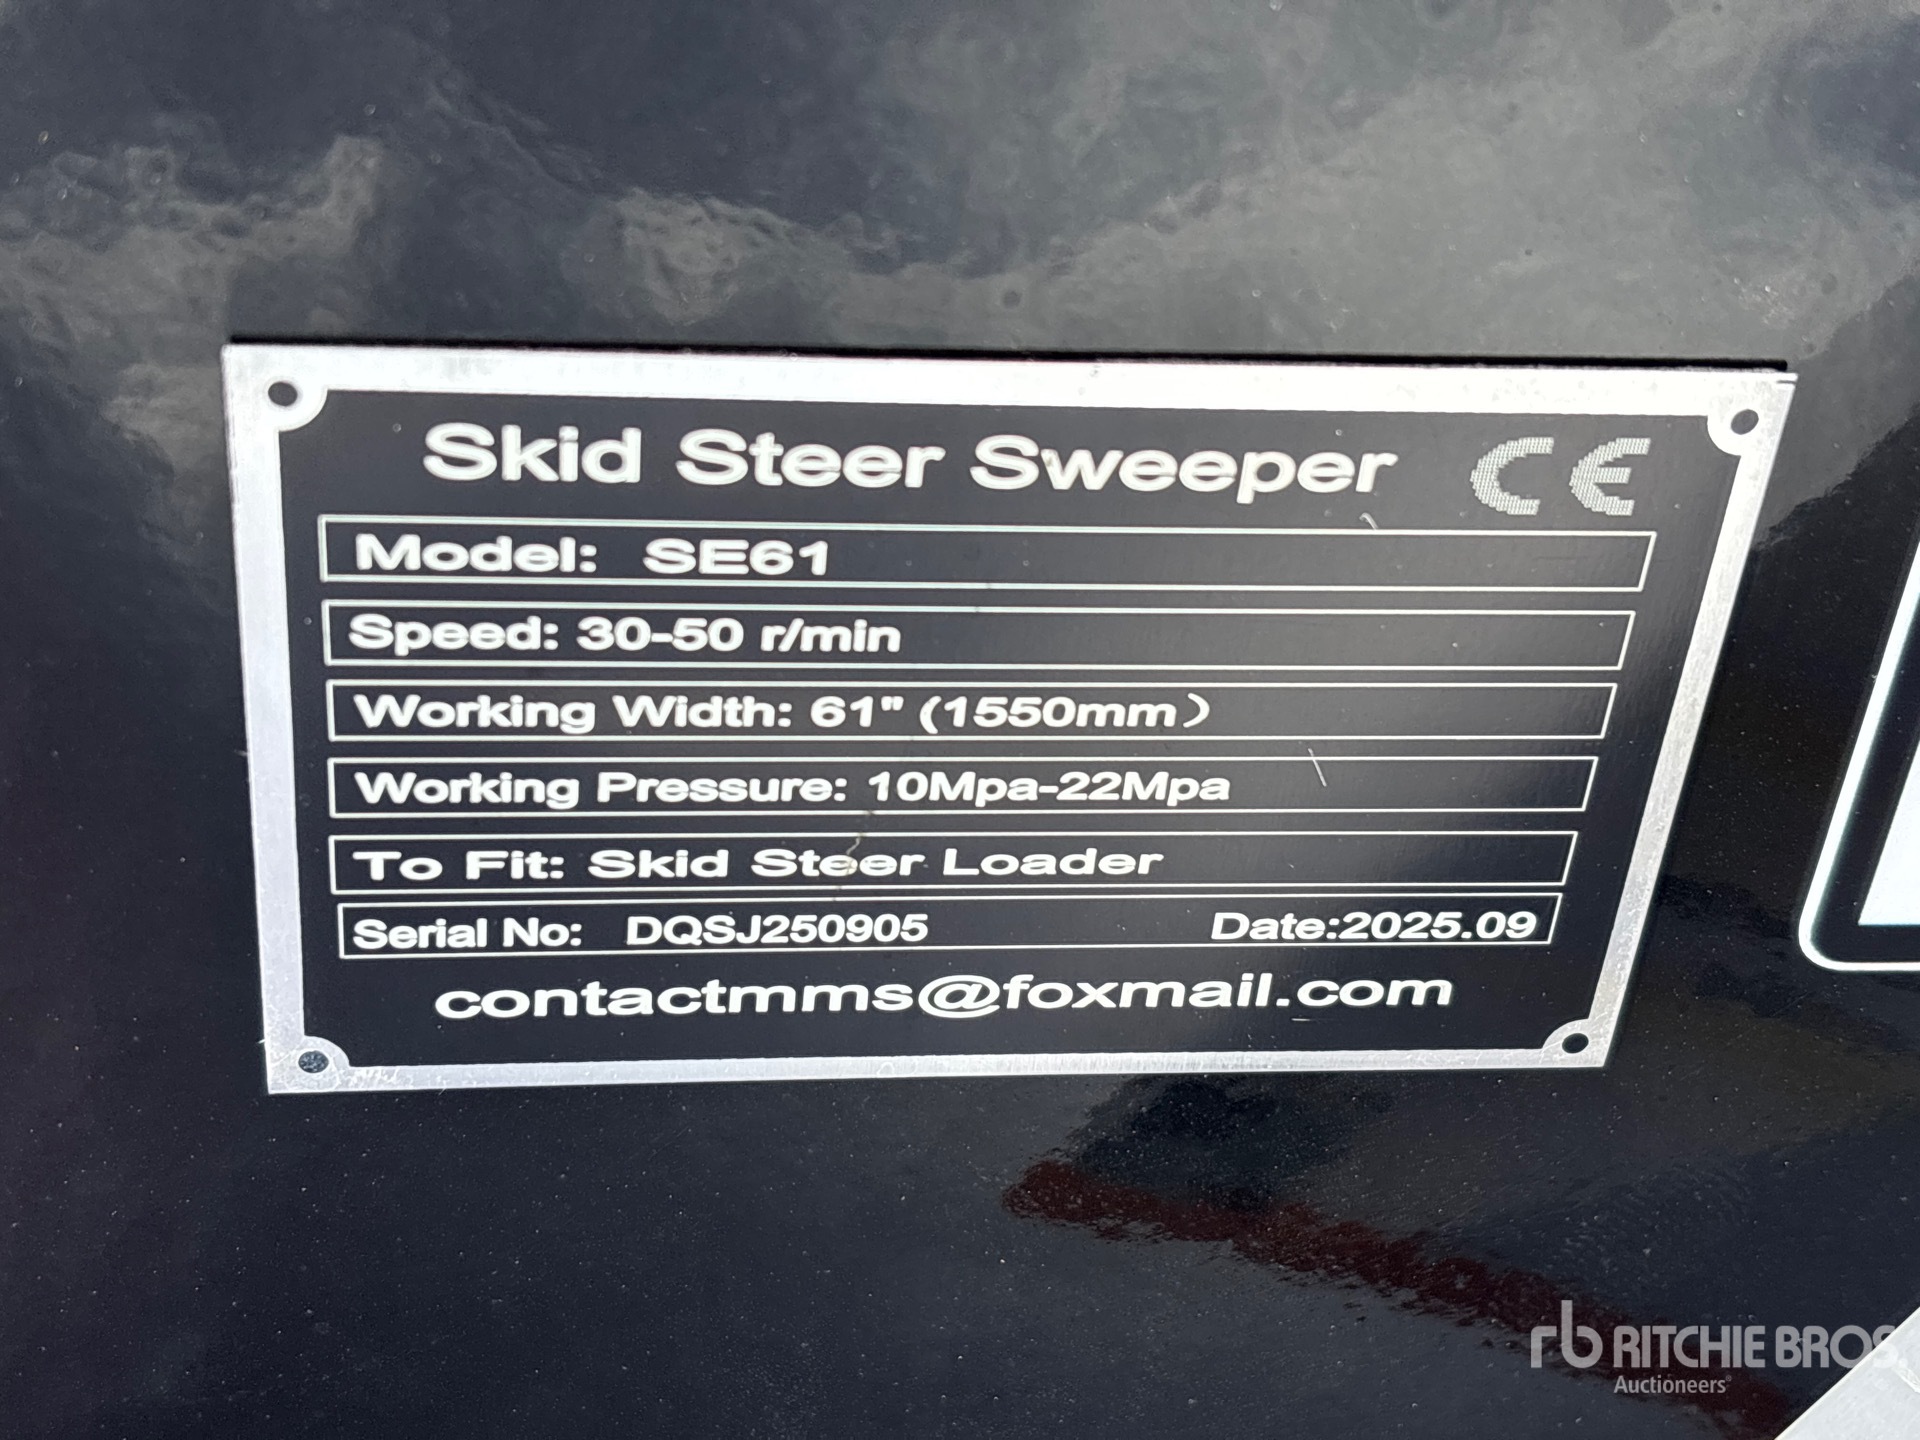 Skid Steer Sweeper CE
Model: SE61
Speed: 30-50 r/min
Working Width: 61" (1550mm）
Working Pressure: 10Mpa-22Mpa
To Fit: Skid Steer Loader
Serial No: DQSJ250905 Date:2025.09
contactmms@foxmail.com
rb RITCHIE BROS.
Auctioneers